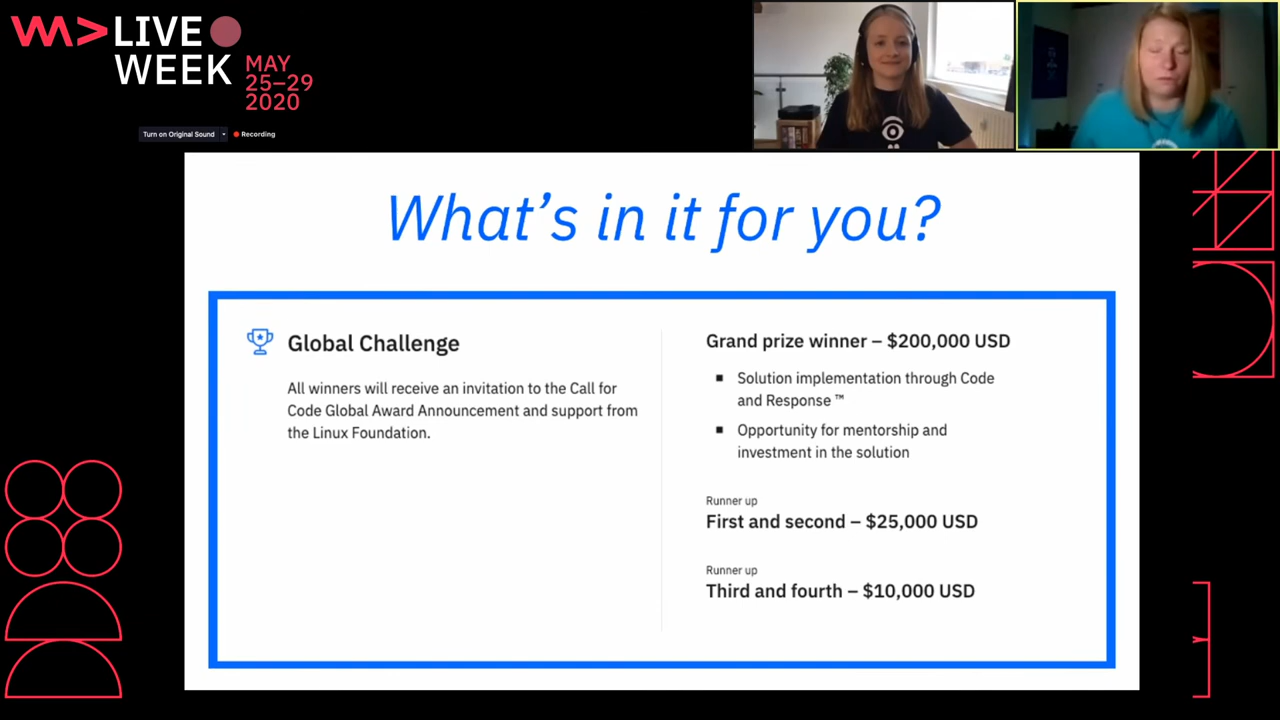 LIVE
WEEK
MAY
25–29
2020
Turn on Original Sound
Recording
What's in it for you?
Global Challenge
All winners will receive an invitation to the Call for
Code Global Award Announcement and support from
the Linux Foundation.
Grand prize winner – $200,000 USD
Solution implementation through Code
and Response ™
Opportunity for mentorship and
investment in the solution
Runner up
First and second – $25,000 USD
Runner up
Third and fourth – $10,000 USD